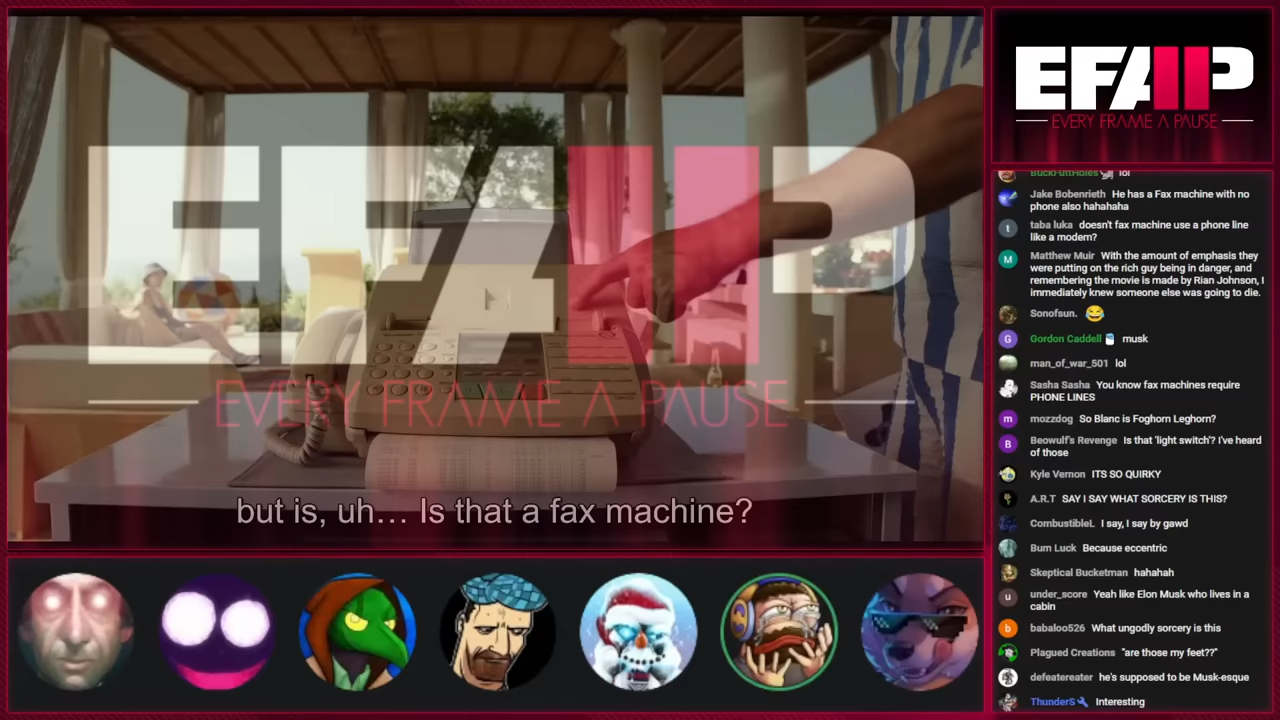 EFAP
EVERY FRAME A PAUSE
but is, uh… Is that a fax machine?
EFAP
EVERY FRAME A PAUSE
BuckFuttHoles lol
Jake Bobenrieth He has a Fax machine with no
phone also hahahaha
t
taba luka doesn't fax machine use a phone line
like a modem?
M
Matthew Muir With the amount of emphasis they
were putting on the rich guy being in danger, and
remembering the movie is made by Rian Johnson, I
immediately knew someone else was going to die.
Sonofsun. 😂
G
Gordon Caddell musk
man_of_war_501 lol
Sasha Sasha You know fax machines require
PHONE LINES
m
mozzdog So Blanc is Foghorn Leghorn?
B
Beowulf's Revenge Is that 'light switch'? I've heard
of those
Kyle Vernon ITS SO QUIRKY
A.R.T SAY I SAY WHAT SORCERY IS THIS?
CombustibleL I say, I say by gawd
Bum Luck Because eccentric
Skeptical Bucketman hahahah
u
under_score Yeah like Elon Musk who lives in a
cabin
b
babaloo526 What ungodly sorcery is this
Plagued Creations "are those my feet??"
defeatereater he's supposed to be Musk-esque
ThunderS Interesting